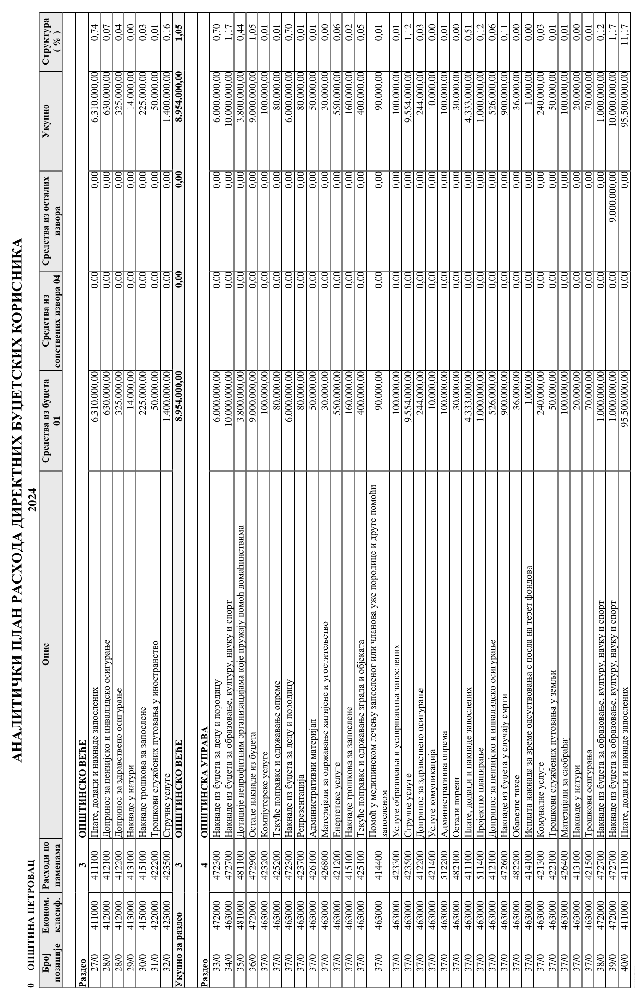 АНАЛИТИЧКИ ПЛАН РАСХОДА ДИРЕКТНИХ БУЏЕТСКИХ КОРИСНИКА
2024
0 ОПШТИНА ПЕТРОВАЦ
Број позиције Економ. класиф. Расходи по наменама Опис Средства из буџета 01 Средства из сопствених извора 04 Средства из осталих извора Укупно Структура ( % )
Раздео 3 ОПШТИНСКО ВЕЋЕ
27/0 411000 411100 Плате, додаци и накнаде запослених 6.310.000,00 0,00 0,00 6.310.000,00 0,74
28/0 412000 412100 Допринос за пензијско и инвалидско осигурање 630.000,00 0,00 0,00 630.000,00 0,07
28/0 412000 412200 Допринос за здравствено осигурање 325.000,00 0,00 0,00 325.000,00 0,04
29/0 413000 413100 Накнаде у натури 14.000,00 0,00 0,00 14.000,00 0,00
30/0 415000 415100 Накнаде трошкова за запослене 225.000,00 0,00 0,00 225.000,00 0,03
31/0 422000 422200 Трошкови службених путовања у иностранство 50.000,00 0,00 0,00 50.000,00 0,01
32/0 423000 423500 Стручне услуге 1.400.000,00 0,00 0,00 1.400.000,00 0,16
Укупно за раздео 3 ОПШТИНСКО ВЕЋЕ 8.954.000,00 0,00 0,00 8.954.000,00 1,05
Раздео 4 ОПШТИНСКА УПРАВА
33/0 472000 472300 Накнаде из буџета за децу и породицу 6.000.000,00 0,00 0,00 6.000.000,00 0,70
34/0 463000 472700 Накнаде из буџета за образовање, културу, науку и спорт 10.000.000,00 0,00 0,00 10.000.000,00 1,17
35/0 481000 481100 Дотације непрофитним организацијама које пружају помоћ домаћинствима 3.800.000,00 0,00 0,00 3.800.000,00 0,44
36/0 472000 472900 Остале накнаде из буџета 9.000.000,00 0,00 0,00 9.000.000,00 1,05
37/0 463000 423200 Компјутерске услуге 100.000,00 0,00 0,00 100.000,00 0,01
37/0 463000 425200 Текуће поправке и одржавање опреме 80.000,00 0,00 0,00 80.000,00 0,01
37/0 463000 472300 Накнаде из буџета за децу и породицу 6.000.000,00 0,00 0,00 6.000.000,00 0,70
37/0 463000 423700 Репрезентација 80.000,00 0,00 0,00 80.000,00 0,01
37/0 463000 426100 Административни материјал 50.000,00 0,00 0,00 50.000,00 0,01
37/0 463000 426800 Материјали за одржавање хигијене и угоститељство 30.000,00 0,00 0,00 30.000,00 0,00
37/0 463000 421200 Енергетске услуге 550.000,00 0,00 0,00 550.000,00 0,06
37/0 463000 415100 Накнаде трошкова за запослене 160.000,00 0,00 0,00 160.000,00 0,02
37/0 463000 425100 Текуће поправке и одржавање зграда и објеката 400.000,00 0,00 0,00 400.000,00 0,05
37/0 463000 414400 Помоћ у медицинском лечењу запосленог или чланова уже породице и друге помоћи запосленом 90.000,00 0,00 0,00 90.000,00 0,01
37/0 463000 423300 Услуге образовања и усавршавања запослених 100.000,00 0,00 0,00 100.000,00 0,01
37/0 463000 423500 Стручне услуге 9.554.000,00 0,00 0,00 9.554.000,00 1,12
37/0 463000 412200 Допринос за здравствено осигурање 244.000,00 0,00 0,00 244.000,00 0,03
37/0 463000 421400 Услуге комуникација 10.000,00 0,00 0,00 10.000,00 0,00
37/0 463000 512200 Административна опрема 100.000,00 0,00 0,00 100.000,00 0,01
37/0 463000 482100 Остали порези 30.000,00 0,00 0,00 30.000,00 0,00
37/0 463000 411100 Плате, додаци и накнаде запослених 4.333.000,00 0,00 0,00 4.333.000,00 0,51
37/0 463000 511400 Пројектно планирање 1.000.000,00 0,00 0,00 1.000.000,00 0,12
37/0 463000 412100 Допринос за пензијско и инвалидско осигурање 526.000,00 0,00 0,00 526.000,00 0,06
37/0 463000 472600 Накнаде из буџета у случају смрти 900.000,00 0,00 0,00 900.000,00 0,11
37/0 463000 482200 Обавезне таксе 36.000,00 0,00 0,00 36.000,00 0,00
37/0 463000 414100 Исплата накнада за време одсуствовања с посла на терет фондова 1.000,00 0,00 0,00 1.000,00 0,00
37/0 463000 421300 Комуналне услуге 240.000,00 0,00 0,00 240.000,00 0,03
37/0 463000 422100 Трошкови службених путовања у земљи 50.000,00 0,00 0,00 50.000,00 0,01
37/0 463000 426400 Материјали за саобраћај 100.000,00 0,00 0,00 100.000,00 0,01
37/0 463000 413100 Накнаде у натури 20.000,00 0,00 0,00 20.000,00 0,00
37/0 463000 421500 Трошкови осигурања 70.000,00 0,00 0,00 70.000,00 0,01
38/0 472000 472700 Накнаде из буџета за образовање, културу, науку и спорт 1.000.000,00 0,00 0,00 1.000.000,00 0,12
39/0 472000 472700 Накнаде из буџета за образовање, културу, науку и спорт 1.000.000,00 0,00 9.000.000,00 10.000.000,00 1,17
40/0 411000 411100 Плате, додаци и накнаде запослених 95.500.000,00 0,00 0,00 95.500.000,00 11,17